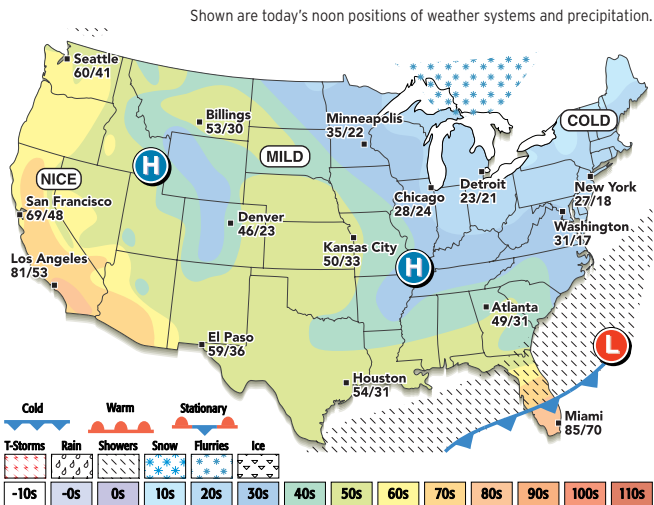 Shown are today's noon positions of weather systems and precipitation.
Seattle
60/41
Billings
53/30
Minneapolis
35/22
COLD
MILD
H
NICE
San Francisco
69/48
Chicago
28/24
Detroit
23/21
New York
27/18
Denver
46/23
Washington
31/17
Kansas City
50/33
Los Angeles
81/53
H
Atlanta
49/31
El Paso
59/36
L
Houston
54/31
Miami
85/70
Cold Warm Stationary
T-Storms Rain Showers Snow Flurries Ice
-10s -0s 0s 10s 20s 30s 40s 50s 60s 70s 80s 90s 100s 110s